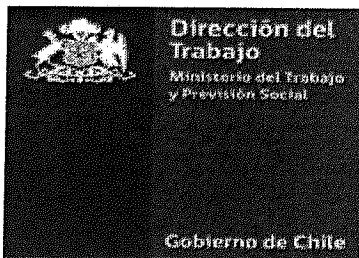 Dirección del
Trabajo
Ministerio del Trabajo
y Previsión Social
Gobierno de Chile